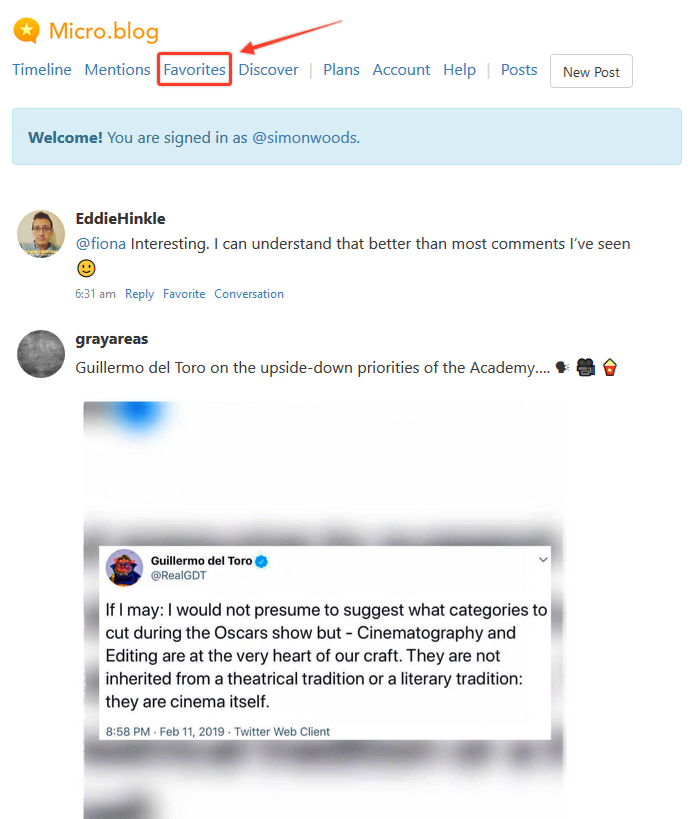 Micro.blog
Timeline Mentions Favorites Discover | Plans Account Help | Posts New Post
Welcome! You are signed in as @simonwoods.
EddieHinkle
@fiona Interesting. I can understand that better than most comments I’ve seen
🙂
6:31 am Reply Favorite Conversation
grayareas
Guillermo del Toro on the upside-down priorities of the Academy.... 🗣 🎥 🍿
Guillermo del Toro
@RealGDT
If I may: I would not presume to suggest what categories to
cut during the Oscars show but - Cinematography and
Editing are at the very heart of our craft. They are not
inherited from a theatrical tradition or a literary tradition:
they are cinema itself.
8:58 PM · Feb 11, 2019 · Twitter Web Client